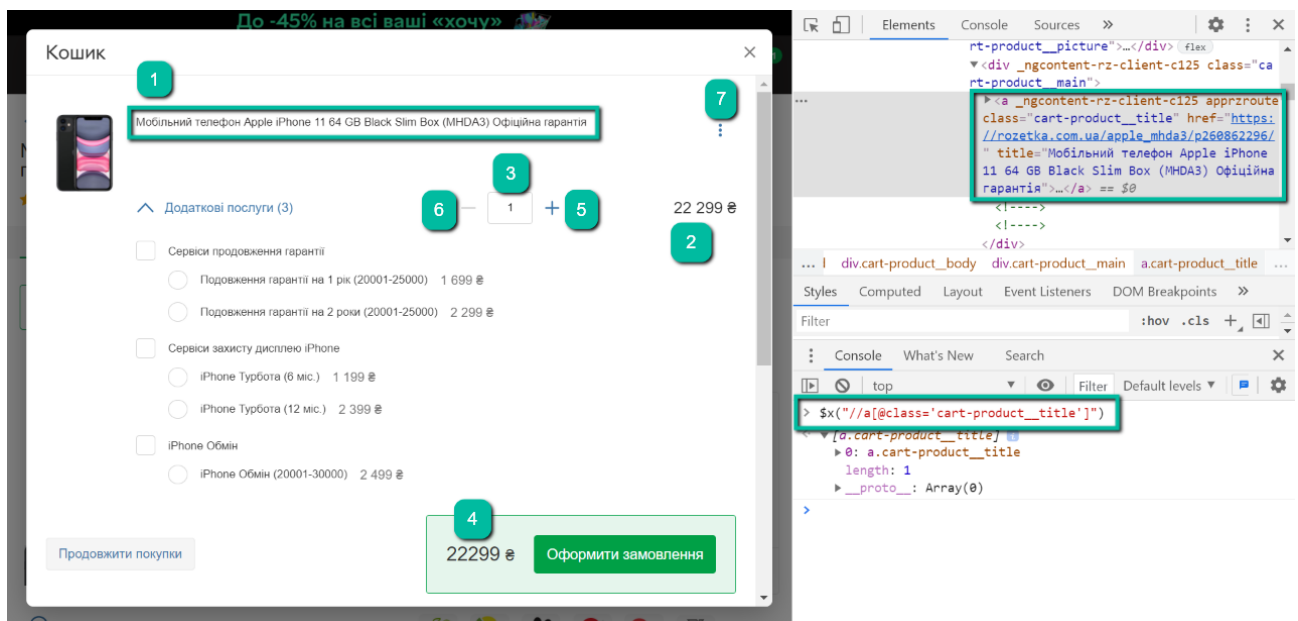 До -45% на всі ваші «хочу»
Кошик
1
7
Мобільний телефон Apple iPhone 11 64 GB Black Slim Box (MHDA3) Офіційна гарантія
3
Додаткові послуги (3)
6
1
5
22 299 ₴
2
Сервіси продовження гарантії
Подовження гарантії на 1 рік (20001-25000) 1 699 ₴
Подовження гарантії на 2 роки (20001-25000) 2 299 ₴
Сервіси захисту дисплею iPhone
iPhone Турбота (6 міс.) 1 199 ₴
iPhone Турбота (12 міс.) 2 399 ₴
iPhone Обмін
iPhone Обмін (20001-30000) 2 499 ₴
4
Продовжити покупки
22299 ₴
Оформити замовлення
Elements Console Sources »
rt-product__picture">…</div> flex
▼<div _ngcontent-rz-client-c125 class="ca
rt-product__main">
▶<a _ngcontent-rz-client-c125 apprzroute
class="cart-product__title" href="https:
//rozetka.com.ua/apple_mhda3/p260862296/
" title="Мобільний телефон Apple iPhone
11 64 GB Black Slim Box (MHDA3) Офіційна
гарантія">…</a> == $0
<!---->
<!---->
</div>
… l div.cart-product__body div.cart-product__main a.cart-product__title …
Styles Computed Layout Event Listeners DOM Breakpoints »
Filter :hov .cls +
Console What's New Search
top Filter Default levels ▼
> $x("//a[@class='cart-product__title']")
▼[a.cart-product__title]
▶0: a.cart-product__title
length: 1
▶__proto__: Array(0)
>